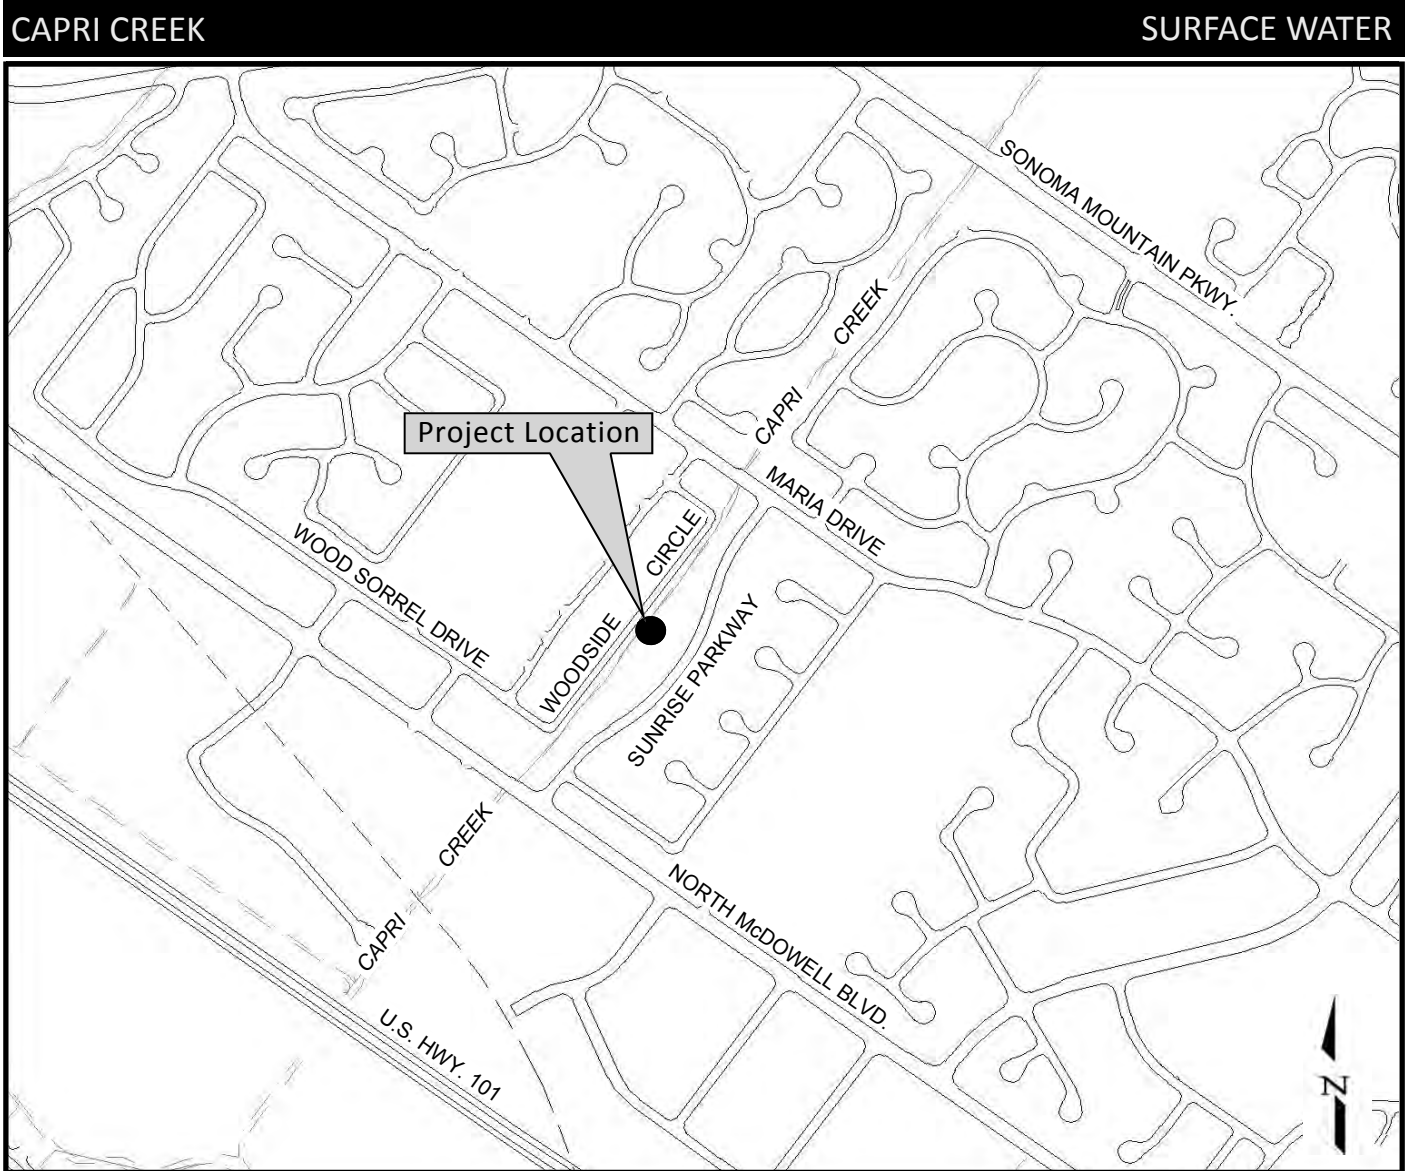 CAPRI CREEK
SURFACE WATER
SONOMA MOUNTAIN PKWY.
CREEK
CAPRI
Project Location
MARIA DRIVE
CIRCLE
WOODSIDE
WOOD SORREL DRIVE
SUNRISE PARKWAY
CREEK
CAPRI
NORTH McDOWELL BLVD.
U.S. HWY. 101
N